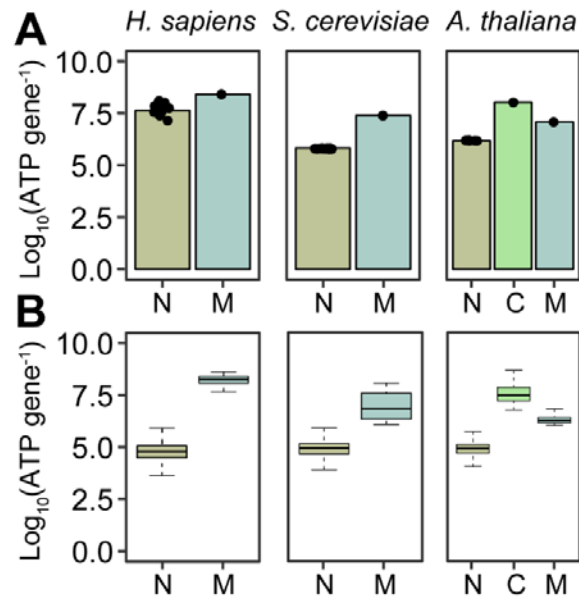 A
H. sapiens S. cerevisiae A. thaliana
Log₁₀(ATP gene⁻¹)
10.0
7.5
5.0
2.5
0.0
N M N M N C M
B
Log₁₀(ATP gene⁻¹)
10.0
7.5
5.0
2.5
0.0
N M N M N C M